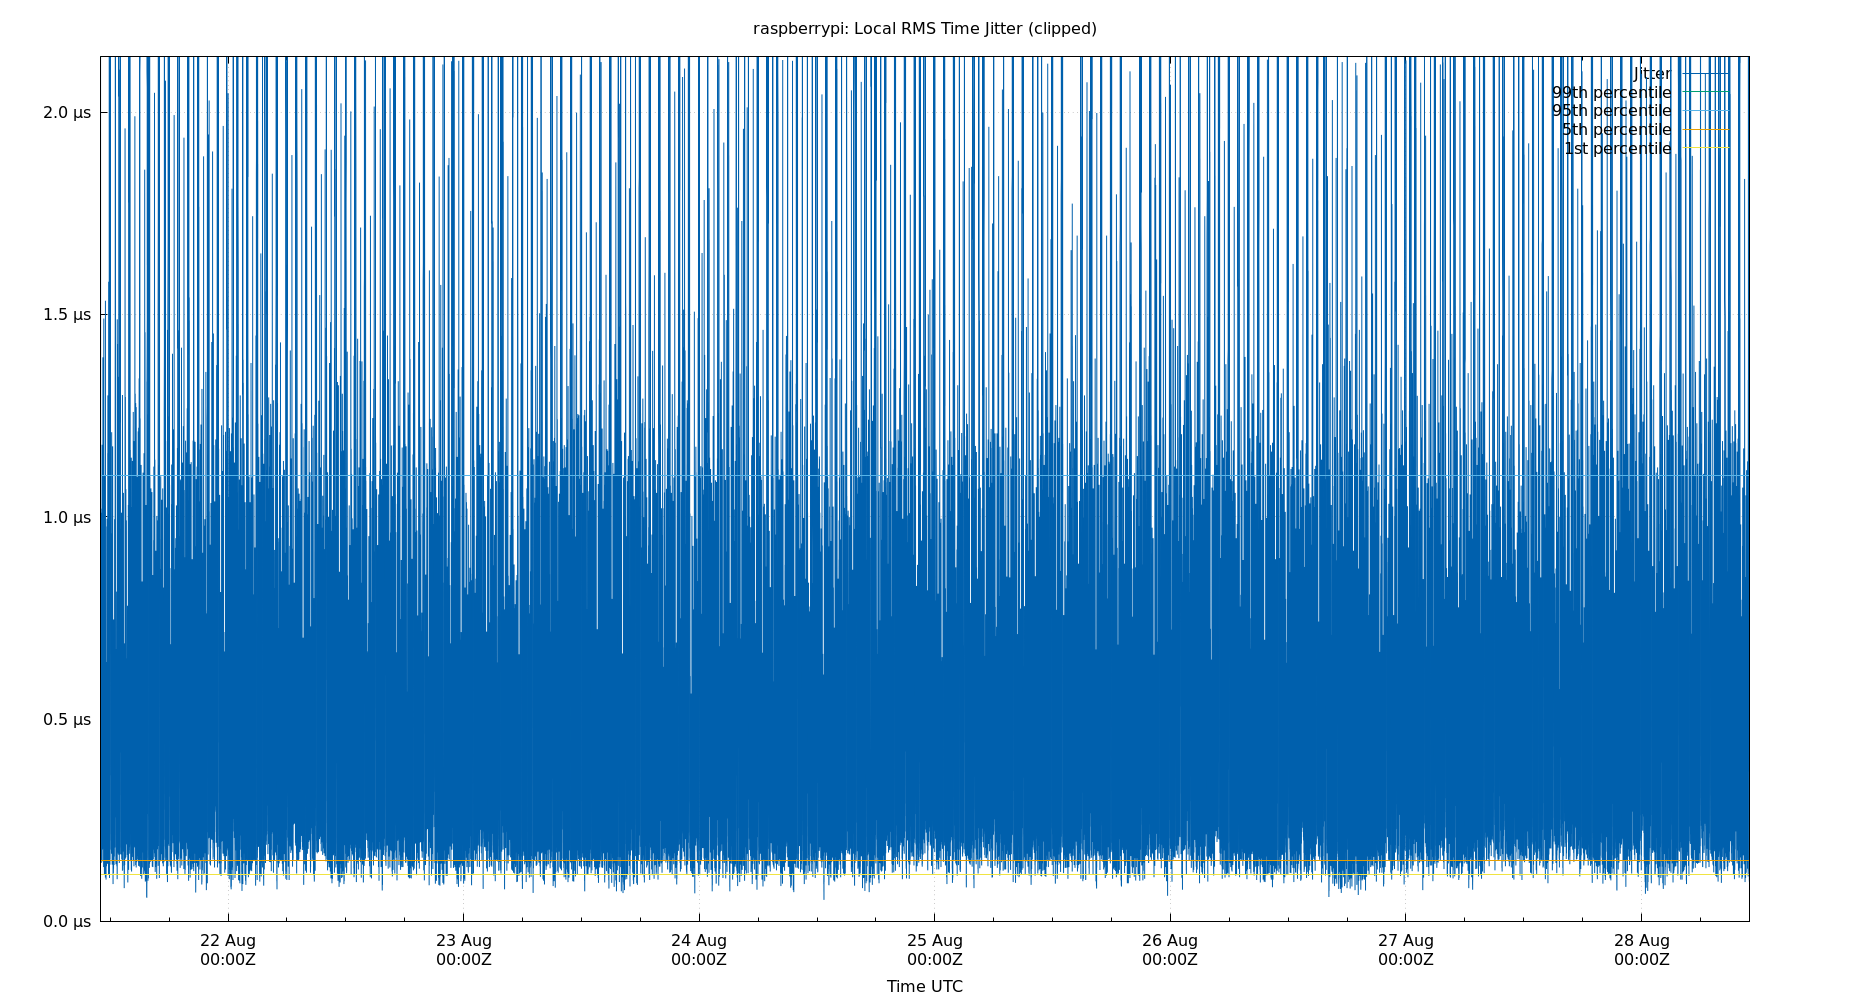 raspberrypi: Local RMS Time Jitter (clipped)
Jitter
99th percentile
95th percentile
5th percentile
1st percentile
2.0 µs
1.5 µs
1.0 µs
0.5 µs
0.0 µs
22 Aug 23 Aug 24 Aug 25 Aug 26 Aug 27 Aug 28 Aug
00:00Z 00:00Z 00:00Z 00:00Z 00:00Z 00:00Z 00:00Z
Time UTC